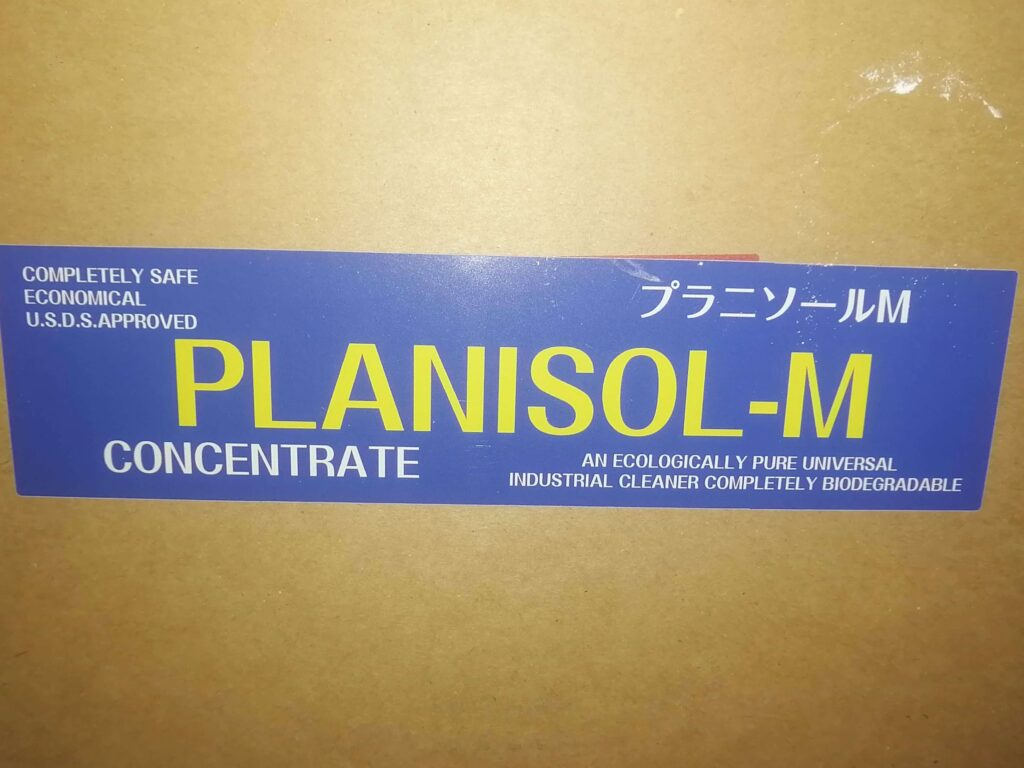 COMPLETELY SAFE
ECONOMICAL
U.S.D.S.APPROVED
プラニソールM
PLANISOL-M
CONCENTRATE
AN ECOLOGICALLY PURE UNIVERSAL
INDUSTRIAL CLEANER COMPLETELY BIODEGRADABLE